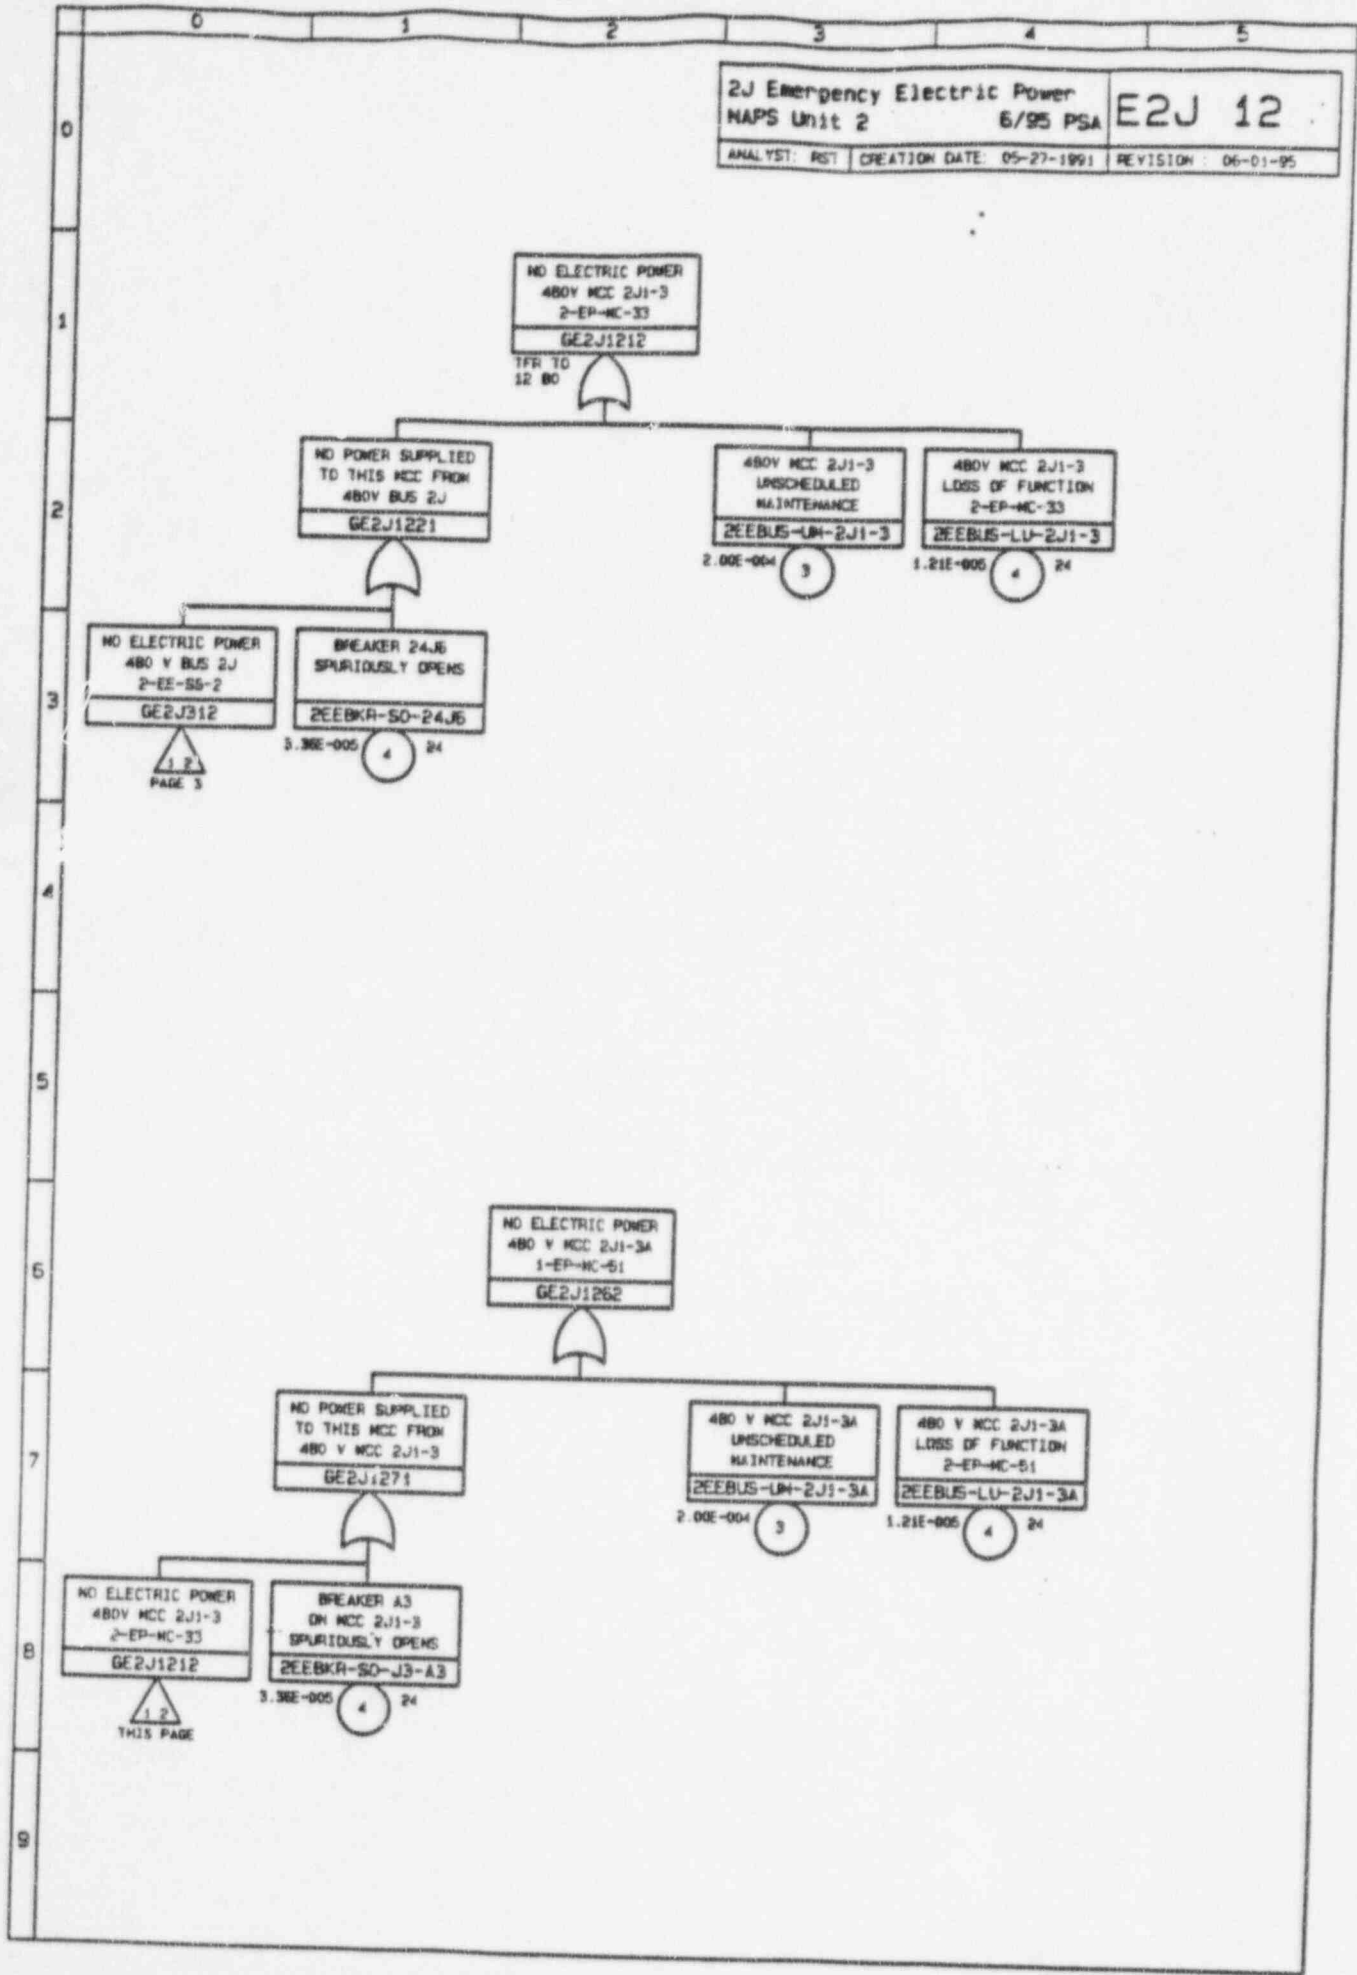 0 1 2 3 4 5
2J Emergency Electric Power
NAPS Unit 2 6/95 PSA
E2J 12
ANALYST: RST CREATION DATE: 05-27-1991 REVISION : 06-01-95
0
1
2
3
4
5
6
7
8
9
NO ELECTRIC POWER
480V MCC 2J1-3
2-EP-MC-33
GE2J1212
TFR TO
12 80
NO POWER SUPPLIED
TO THIS MCC FROM
480V BUS 2J
GE2J1221
480V MCC 2J1-3
UNSCHEDULED
MAINTENANCE
2EEBUS-UM-2J1-3
2.00E-004 3
480V MCC 2J1-3
LOSS OF FUNCTION
2-EP-MC-33
2EEBUS-LU-2J1-3
1.21E-005 4 24
NO ELECTRIC POWER
480 V BUS 2J
2-EE-SS-2
GE2J312
1 2
PAGE 3
BREAKER 24J6
SPURIOUSLY OPENS
2EEBKR-SO-24J6
3.36E-005 4 24
NO ELECTRIC POWER
480 V MCC 2J1-3A
1-EP-MC-51
GE2J1262
NO POWER SUPPLIED
TO THIS MCC FROM
480 V MCC 2J1-3
GE2J1271
480 V MCC 2J1-3A
UNSCHEDULED
MAINTENANCE
2EEBUS-UM-2J1-3A
2.00E-004 3
480 V MCC 2J1-3A
LOSS OF FUNCTION
2-EP-MC-51
2EEBUS-LU-2J1-3A
1.21E-005 4 24
NO ELECTRIC POWER
480V MCC 2J1-3
2-EP-MC-33
GE2J1212
1 2
THIS PAGE
BREAKER A3
ON MCC 2J1-3
SPURIOUSLY OPENS
2EEBKR-SO-J3-A3
3.36E-005 4 24